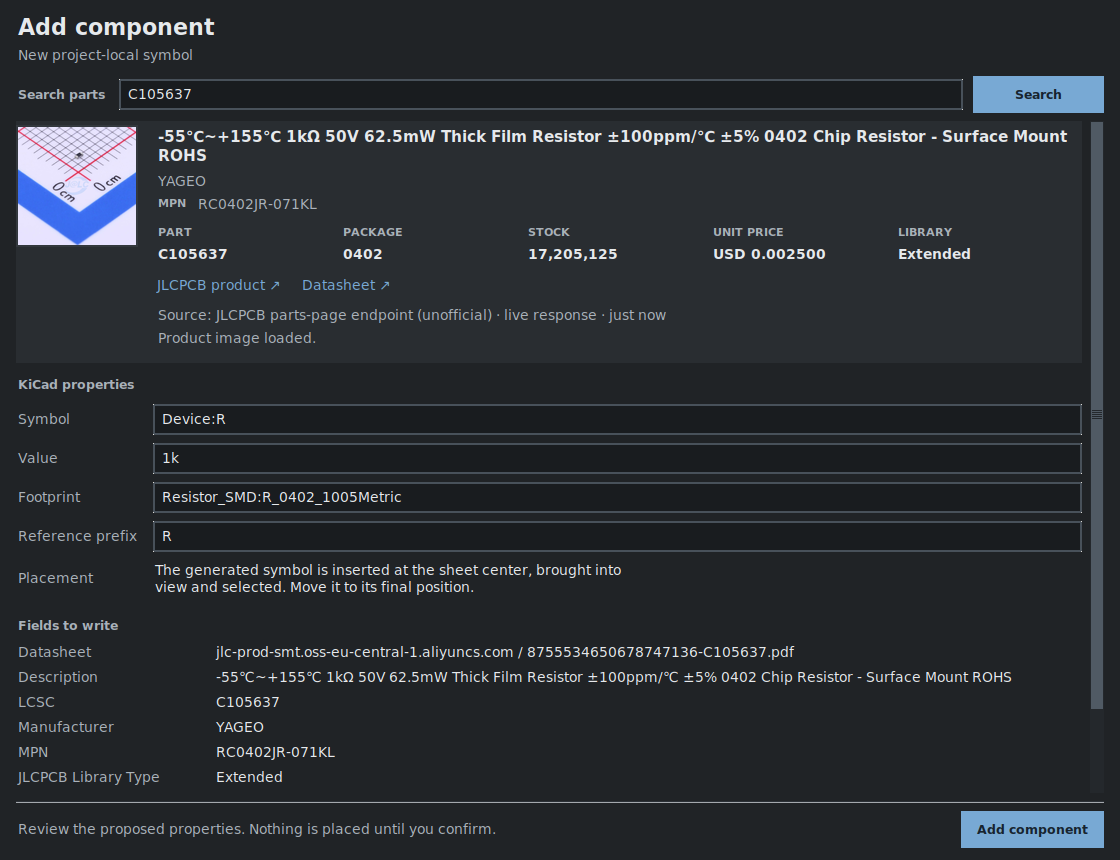 Add component
New project-local symbol
Search parts C105637 Search
-55℃~+155℃ 1kΩ 50V 62.5mW Thick Film Resistor ±100ppm/℃ ±5% 0402 Chip Resistor - Surface Mount
ROHS
YAGEO
MPN RC0402JR-071KL
PART PACKAGE STOCK UNIT PRICE LIBRARY
C105637 0402 17,205,125 USD 0.002500 Extended
JLCPCB product ↗ Datasheet ↗
Source: JLCPCB parts-page endpoint (unofficial) · live response · just now
Product image loaded.
0cm 0cm
KiCad properties
Symbol Device:R
Value 1k
Footprint Resistor_SMD:R_0402_1005Metric
Reference prefix R
Placement The generated symbol is inserted at the sheet center, brought into
view and selected. Move it to its final position.
Fields to write
Datasheet jlc-prod-smt.oss-eu-central-1.aliyuncs.com / 8755534650678747136-C105637.pdf
Description -55℃~+155℃ 1kΩ 50V 62.5mW Thick Film Resistor ±100ppm/℃ ±5% 0402 Chip Resistor - Surface Mount ROHS
LCSC C105637
Manufacturer YAGEO
MPN RC0402JR-071KL
JLCPCB Library Type Extended
Review the proposed properties. Nothing is placed until you confirm. Add component